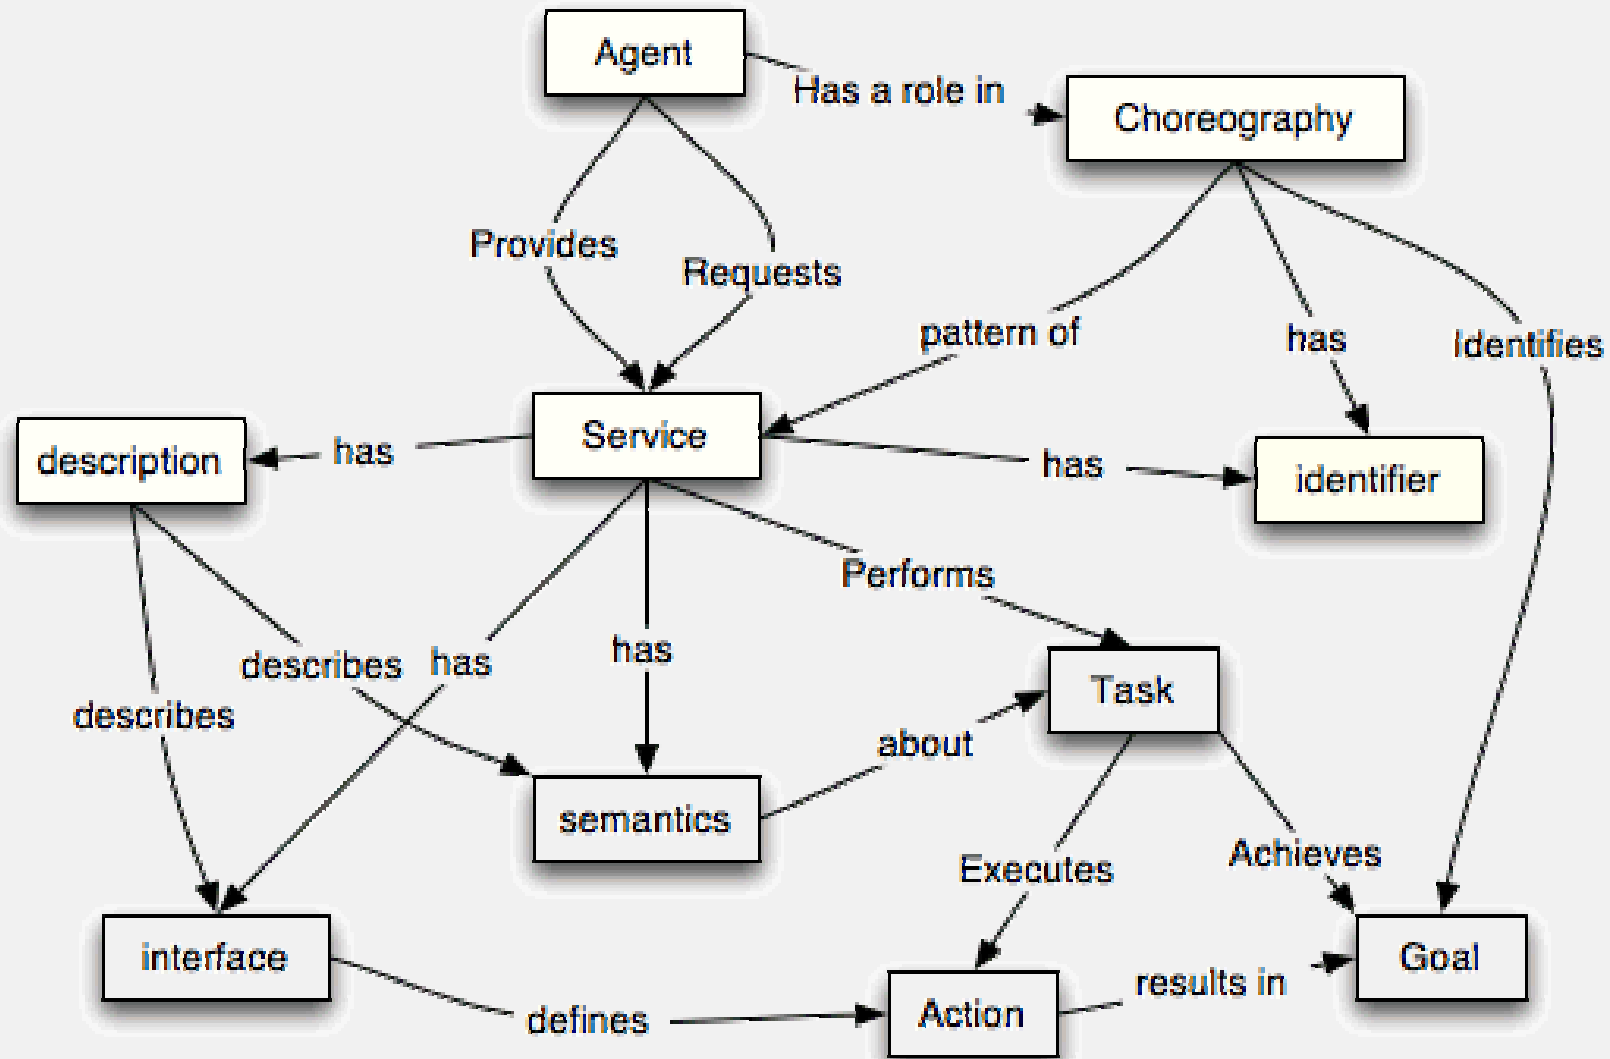 Agent
Has a role in
Choreography
Provides
Requests
pattern of
has
Identifies
description
has
Service
has
identifier
Performs
describes
has
has
describes
Task
about
semantics
Executes
Achieves
interface
defines
Action
results in
Goal